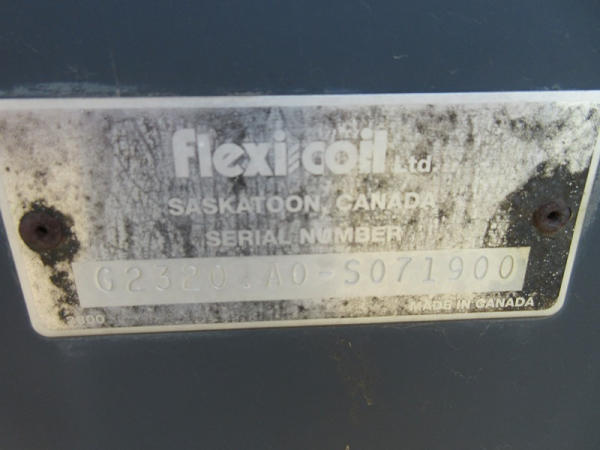 flexi-coil Ltd.
SASKATOON, CANADA
SERIAL NUMBER
G2320.A0-S071900
MADE IN CANADA